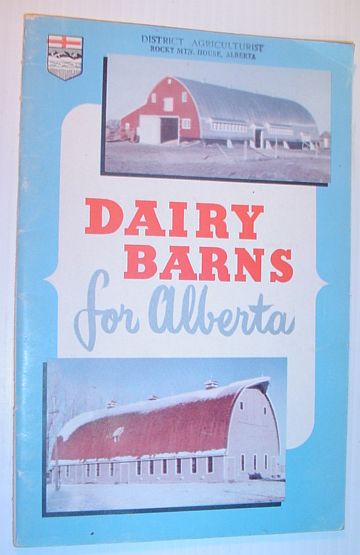 DISTRICT AGRICULTURIST
ROCKY MTN. HOUSE, ALBERTA
DAIRY
BARNS
for Alberta